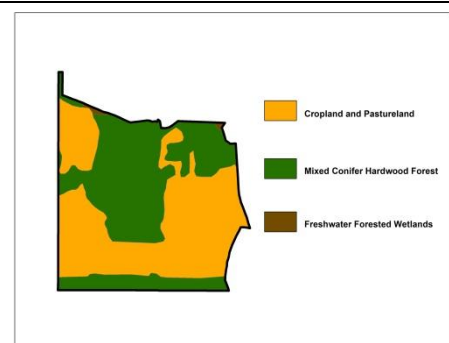 Cropland and Pastureland
Mixed Conifer Hardwood Forest
Freshwater Forested Wetlands